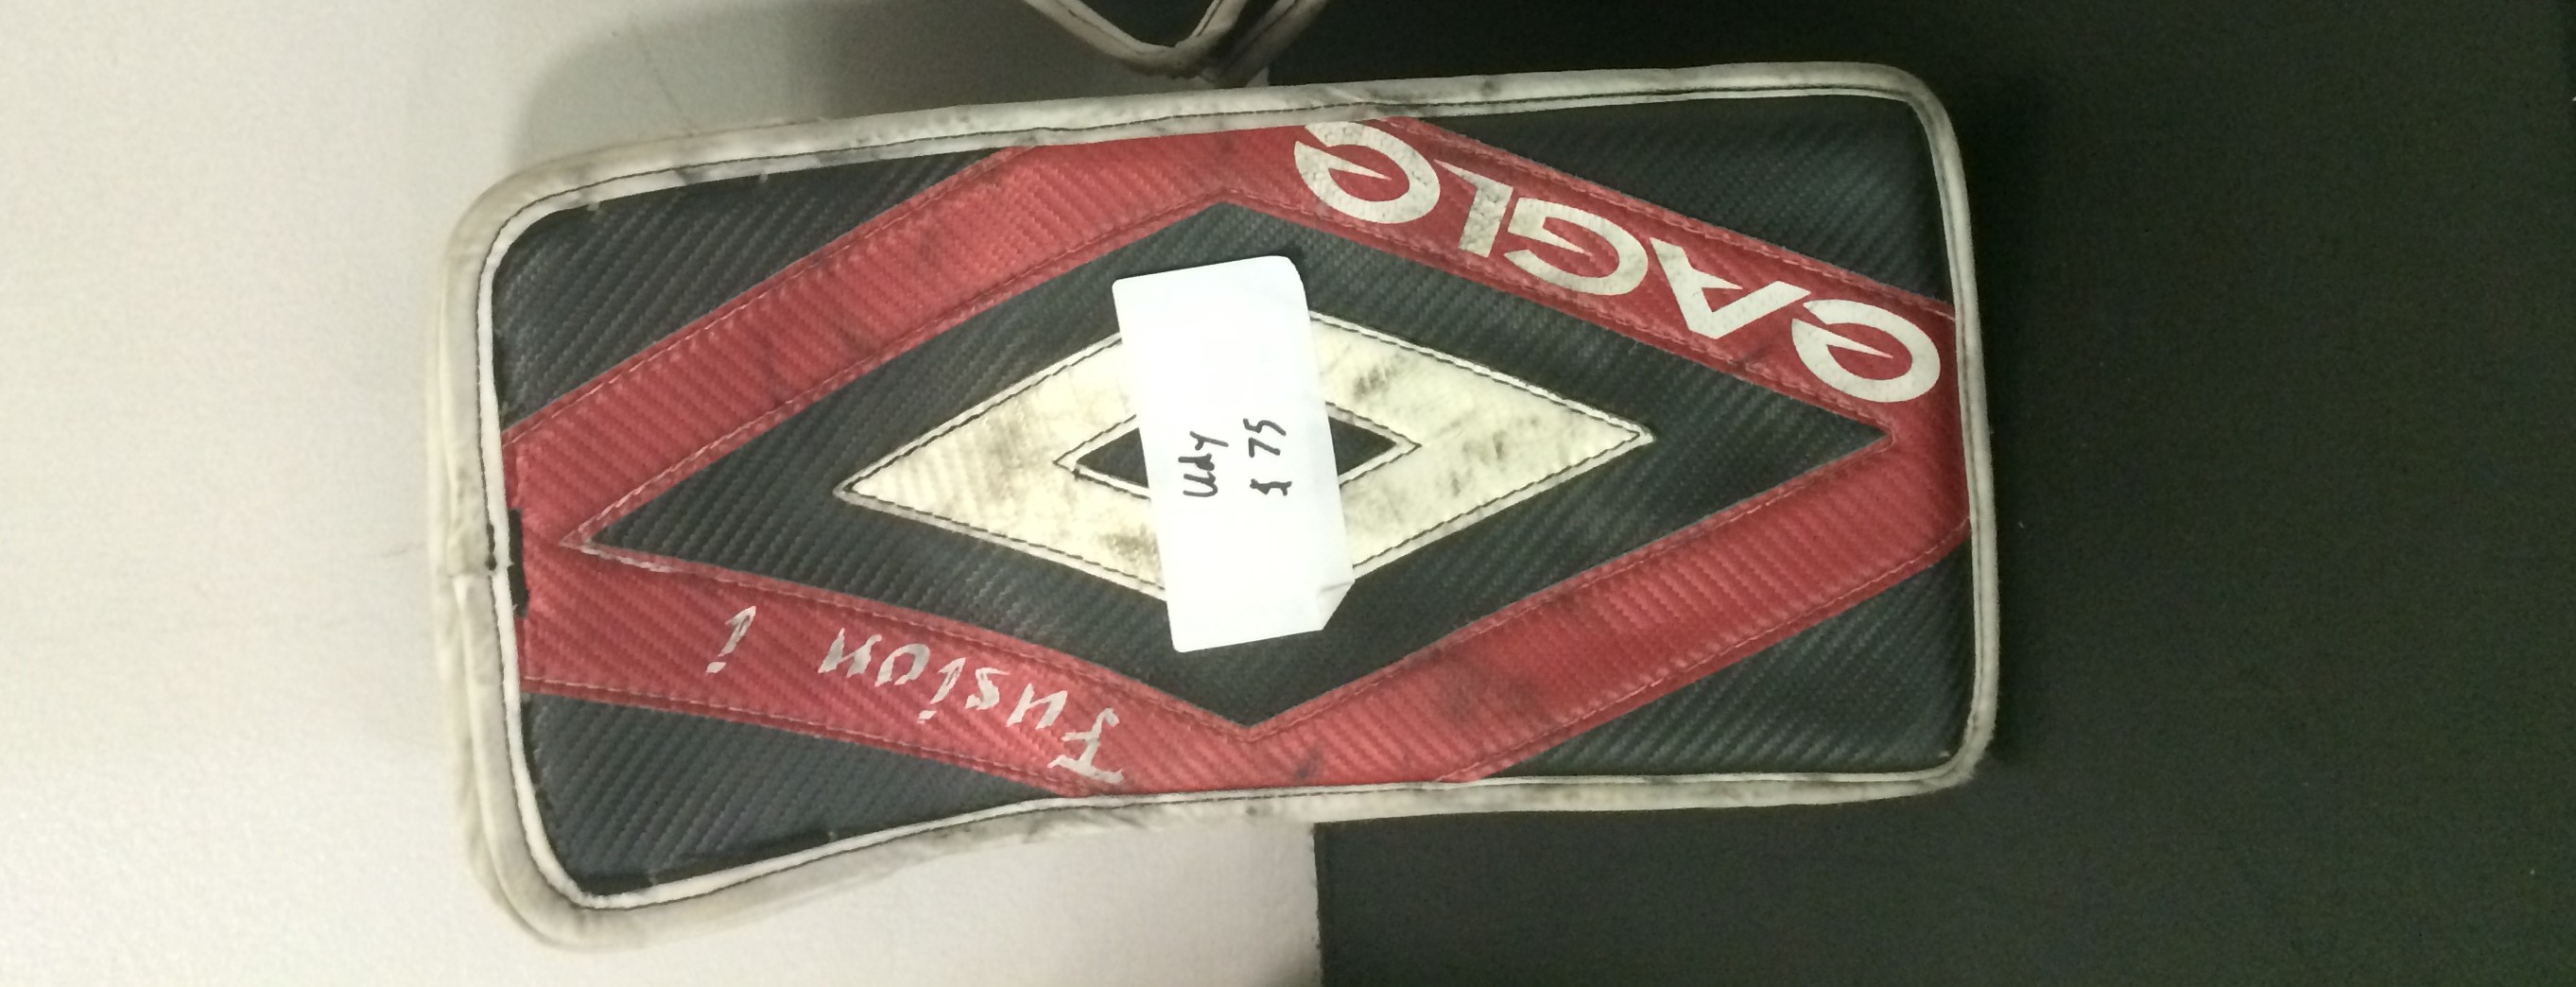 EAGLE
Udy
$ 75
Fusion i